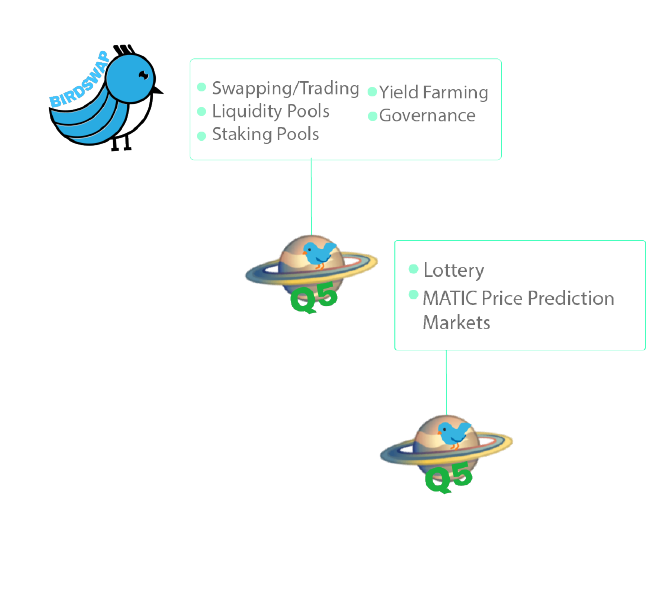 BIRDSWAP
Swapping/Trading
Liquidity Pools
Staking Pools
Yield Farming
Governance
Q5
Lottery
MATIC Price Prediction
Markets
Q5